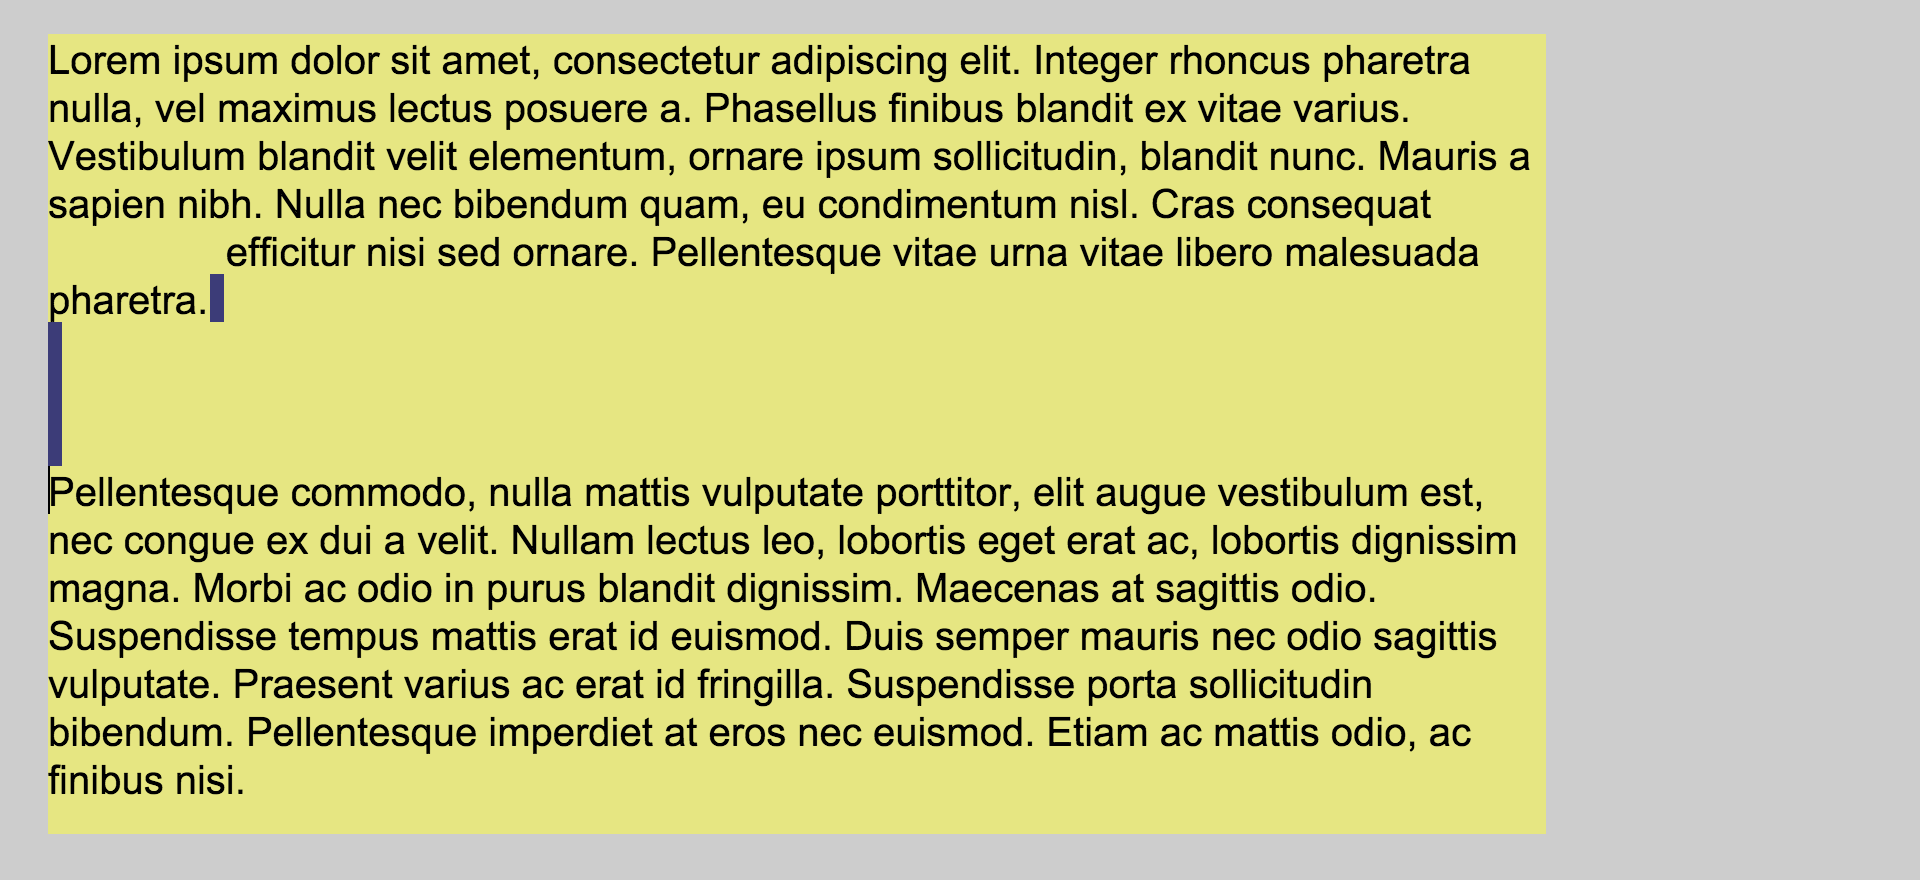 Lorem ipsum dolor sit amet, consectetur adipiscing elit. Integer rhoncus pharetra
nulla, vel maximus lectus posuere a. Phasellus finibus blandit ex vitae varius.
Vestibulum blandit velit elementum, ornare ipsum sollicitudin, blandit nunc. Mauris a
sapien nibh. Nulla nec bibendum quam, eu condimentum nisl. Cras consequat
efficitur nisi sed ornare. Pellentesque vitae urna vitae libero malesuada
pharetra.
Pellentesque commodo, nulla mattis vulputate porttitor, elit augue vestibulum est,
nec congue ex dui a velit. Nullam lectus leo, lobortis eget erat ac, lobortis dignissim
magna. Morbi ac odio in purus blandit dignissim. Maecenas at sagittis odio.
Suspendisse tempus mattis erat id euismod. Duis semper mauris nec odio sagittis
vulputate. Praesent varius ac erat id fringilla. Suspendisse porta sollicitudin
bibendum. Pellentesque imperdiet at eros nec euismod. Etiam ac mattis odio, ac
finibus nisi.